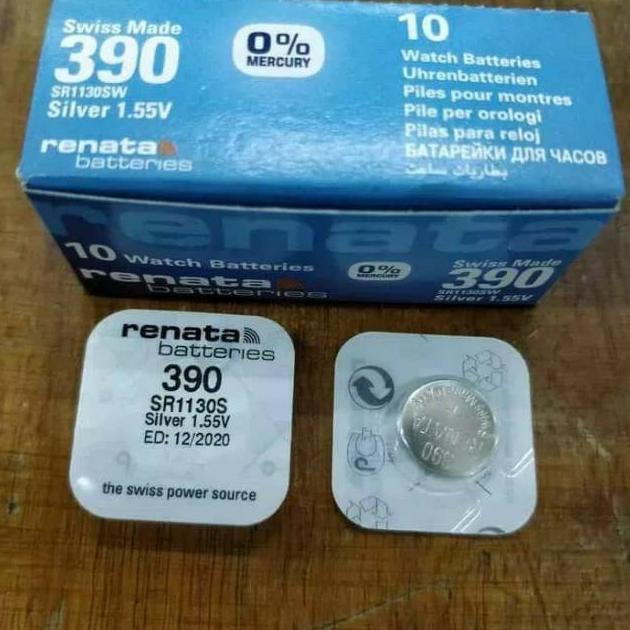 Swiss Made
390
SR1130SW
Silver 1.55V
renata
batteries
0%
MERCURY
10
Watch Batteries
Uhrenbatterien
Piles pour montres
Pile per orologi
Pilas para reloj
БАТАРЕЙКИ ДЛЯ ЧАСОВ
بطاريات ساعت
renata
10 Watch Batteries
renata
batteries
0%
MERCURY
Swiss Made
390
SR1130SW
Silver 1.55V
renata
batteries
390
SR1130S
Silver 1.55V
ED: 12/2020
the swiss power source
RENATA
390